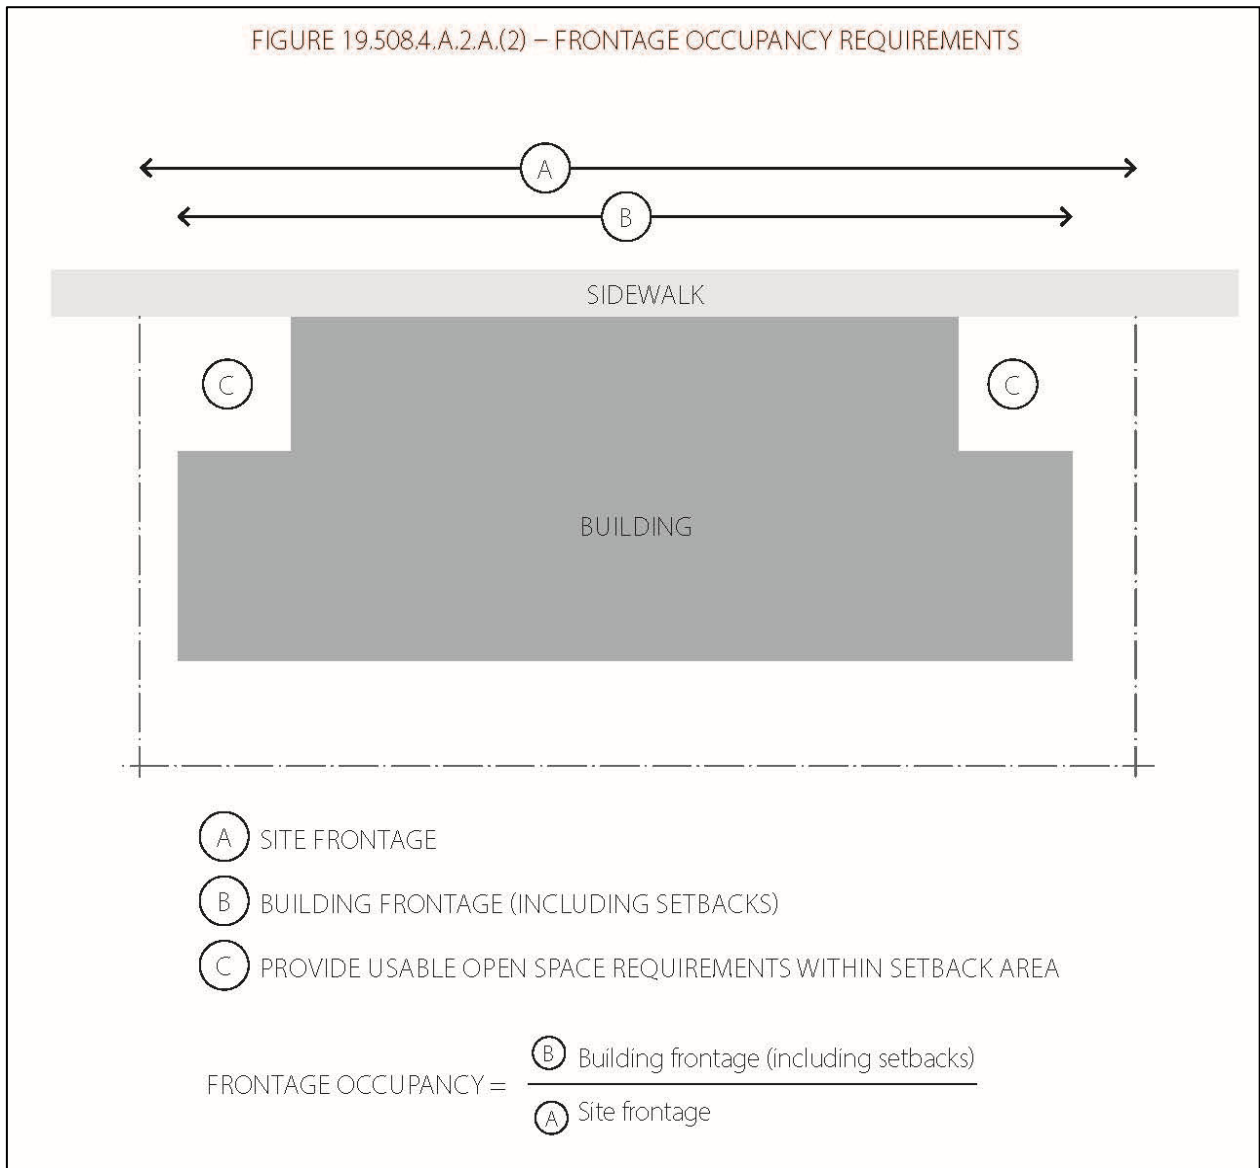 FIGURE 19.508.4.A.2.A.(2) – FRONTAGE OCCUPANCY REQUIREMENTS
A
B
SIDEWALK
C
C
BUILDING
A SITE FRONTAGE
B BUILDING FRONTAGE (INCLUDING SETBACKS)
C PROVIDE USABLE OPEN SPACE REQUIREMENTS WITHIN SETBACK AREA
B Building frontage (including setbacks)
FRONTAGE OCCUPANCY =
A Site frontage